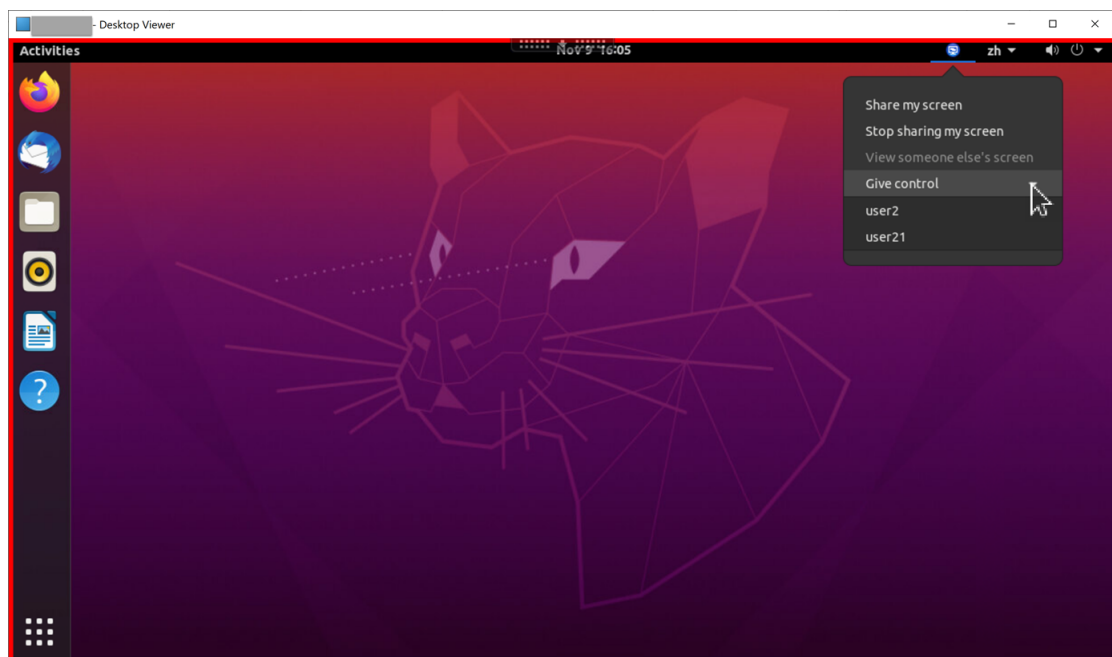 - Desktop Viewer
Activities
Nov 9 16:05
zh
Share my screen
Stop sharing my screen
View someone else's screen
Give control
user2
user21